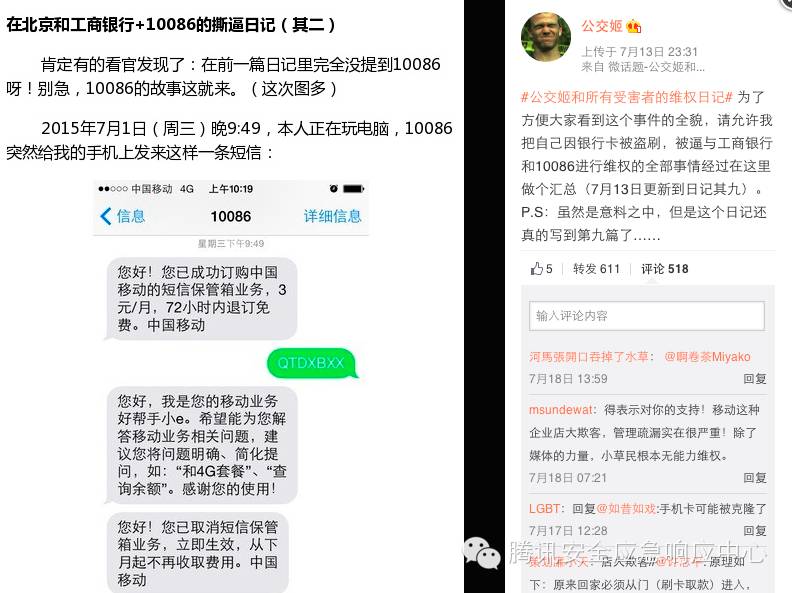 在北京和工商银行+10086的撕逼日记（其二）
肯定有的看官发现了：在前一篇日记里完全没提到10086
呀！别急，10086的故事这就来。（这次图多）
2015年7月1日（周三）晚9:49，本人正在玩电脑，10086
突然给我的手机上发来这样一条短信：
中国移动 4G 上午10:19
信息 10086 详细信息
星期三下午9:49
您好！您已成功订购中国
移动的短信保管箱业务，3
元/月，72小时内退订免
费。中国移动
QTDXBXX
您好，我是您的移动业务
好帮手小e。希望能为您解
答移动业务相关问题，建
议您将问题明确、简化提
问，如：“和4G套餐”、“查
询余额”。感谢您的使用！
您好！您已取消短信保管
箱业务，立即生效，从下
月起不再收取费用。中国
移动
公交姬
上传于 7月13日 23:31
来自 微话题-公交姬和...
#公交姬和所有受害者的维权日记# 为了
方便大家看到这个事件的全貌，请允许我
把自己因银行卡被盗刷，被逼与工商银行
和10086进行维权的全部事情经过在这里
做个汇总（7月13日更新到日记其九）。
P.S：虽然是意料之中，但是这个日记还
真的写到第九篇了……
5 转发 611 评论 518
输入评论内容
河馬張開口吞掉了水草： @啊卷茶Miyako
7月18日 13:59 回复
msundewat：得表示对你的支持！移动这种
企业店大欺客，管理疏漏实在很严重！除了
媒体的力量，小草民根本无能力维权。
7月18日 07:21 回复
LGBT：回复@如昔如戏:手机卡可能被克隆了
7月17日 12:28 回复
腾讯安全应急响应中心
店大欺客# 原理如
下：原来回家必须从门（刷卡取款）进入，